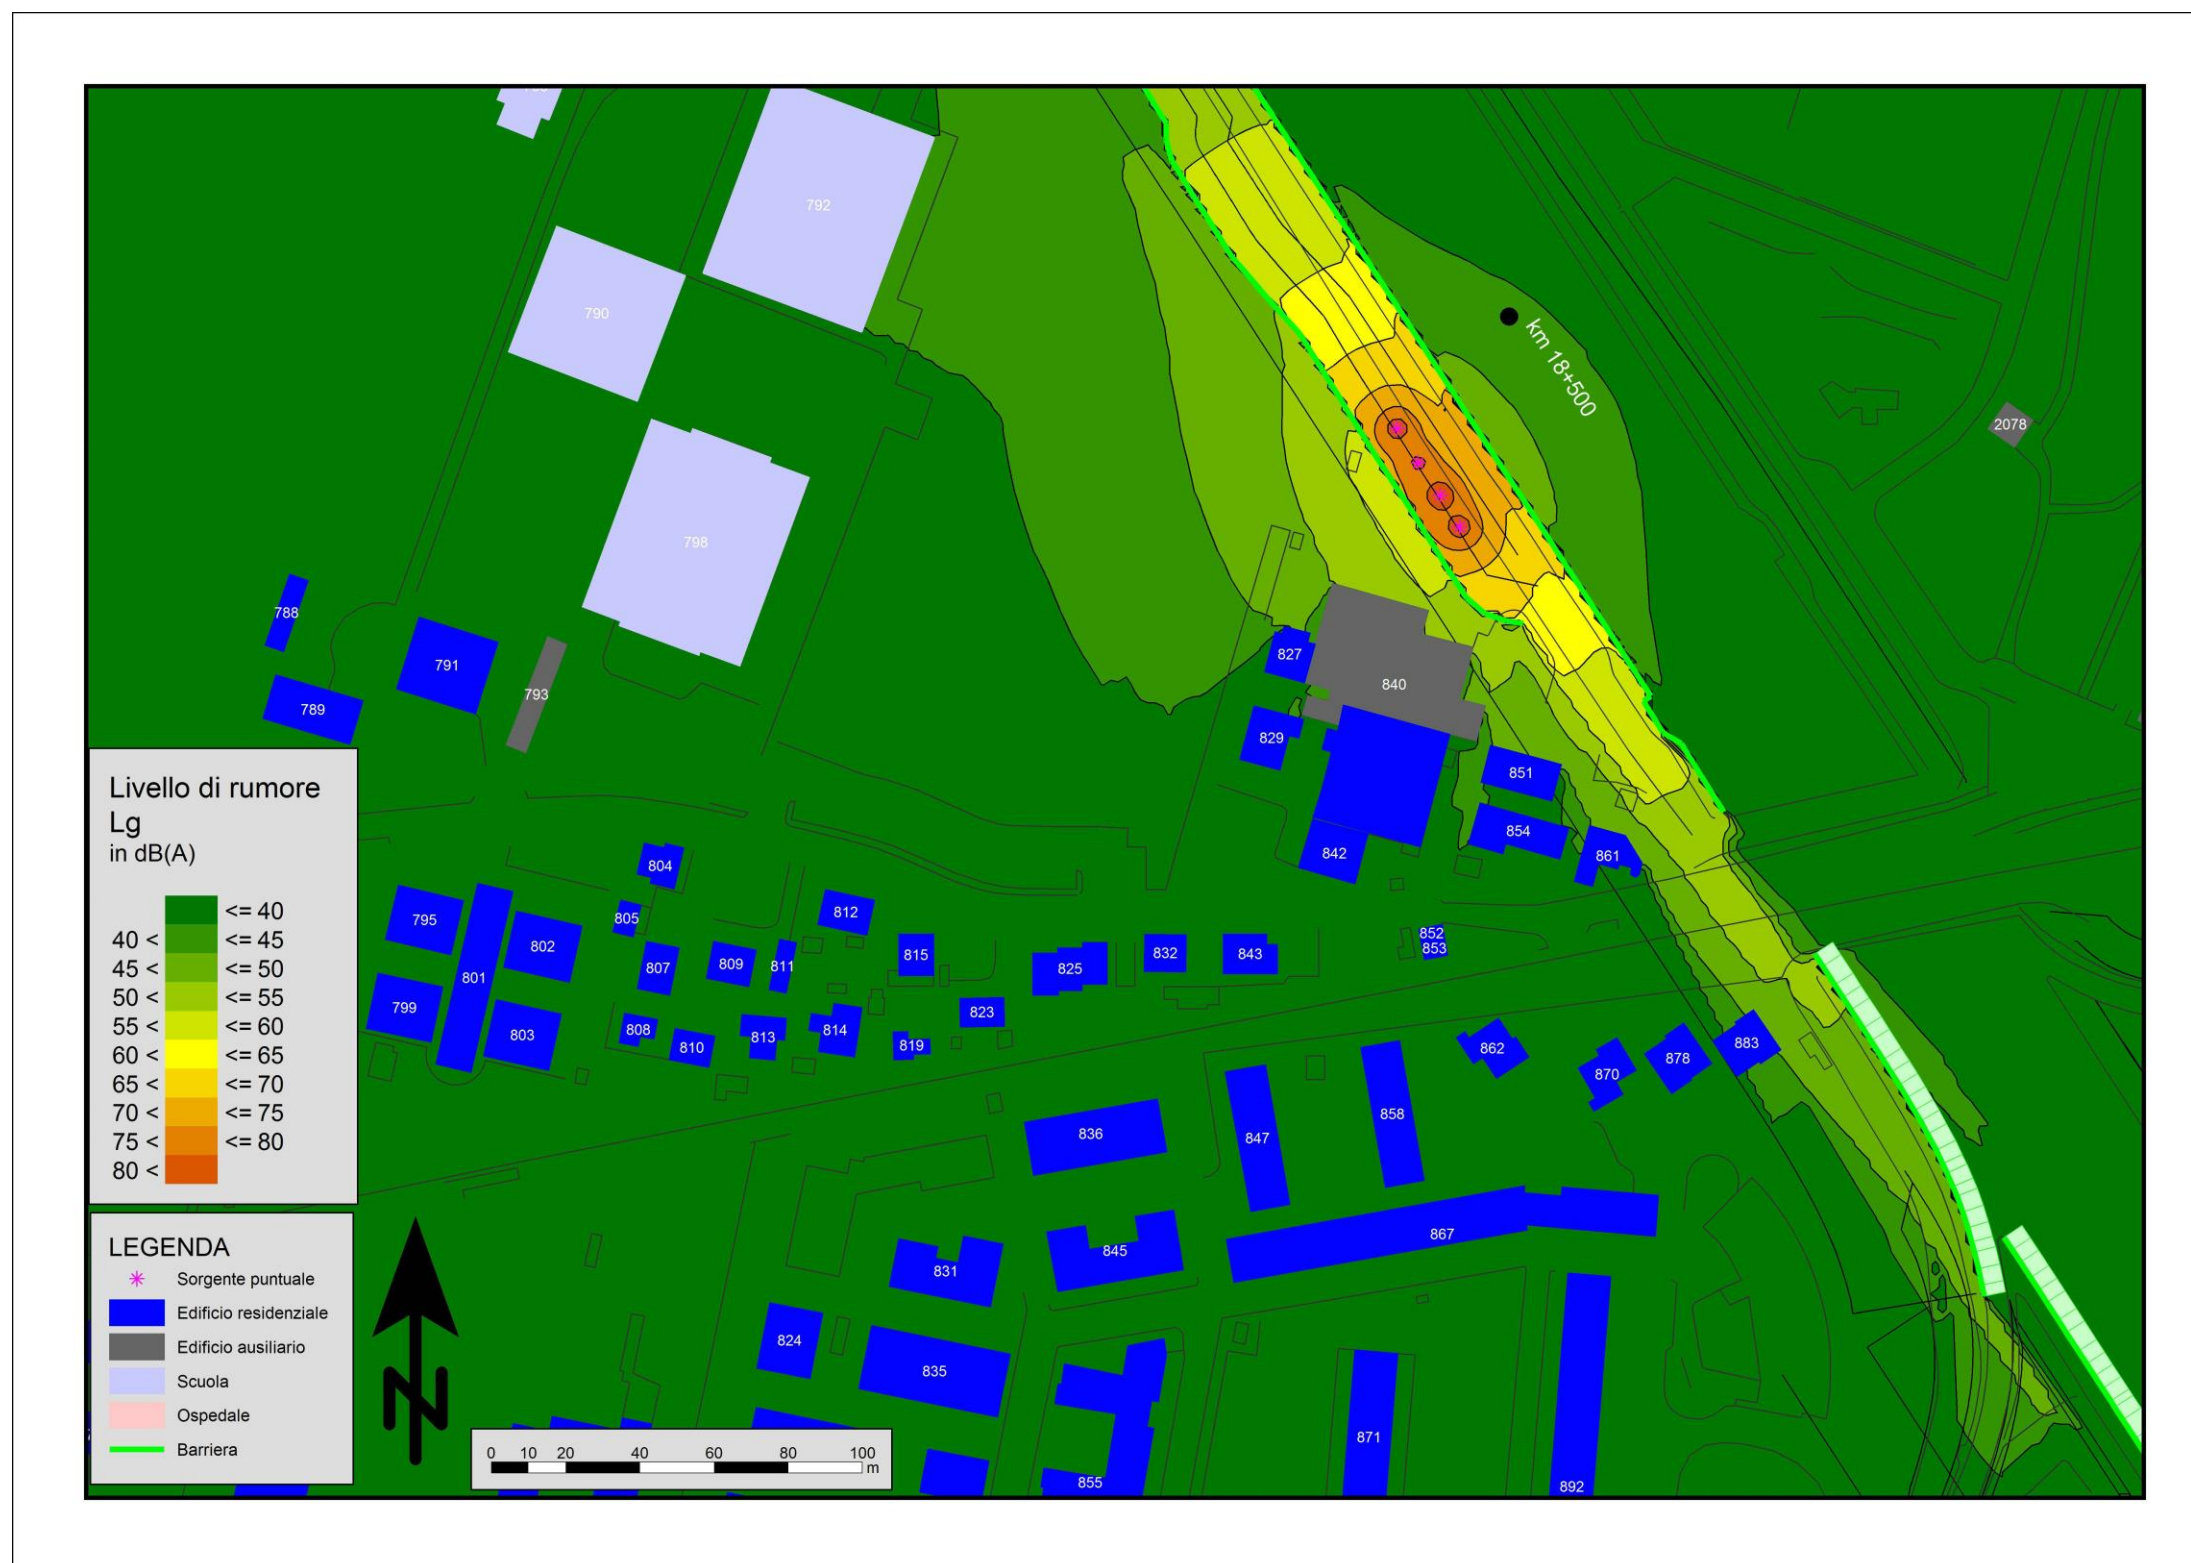 792
790
km 18+500
2078
798
788
791
827
840
793
789
829
851
854
861
842
Livello di rumore
Lg
in dB(A)
<= 40
40 < <= 45
45 < <= 50
50 < <= 55
55 < <= 60
60 < <= 65
65 < <= 70
70 < <= 75
75 < <= 80
80 <
804
805
795
802
812
801
807
809
811
815
825
832
843
852
853
799
803
808
810
813
814
819
823
862
870
878
883
836
847
858
867
845
831
824
835
871
855
892
LEGENDA
Sorgente puntuale
Edificio residenziale
Edificio ausiliario
Scuola
Ospedale
Barriera
N
0 10 20 40 60 80 100
m